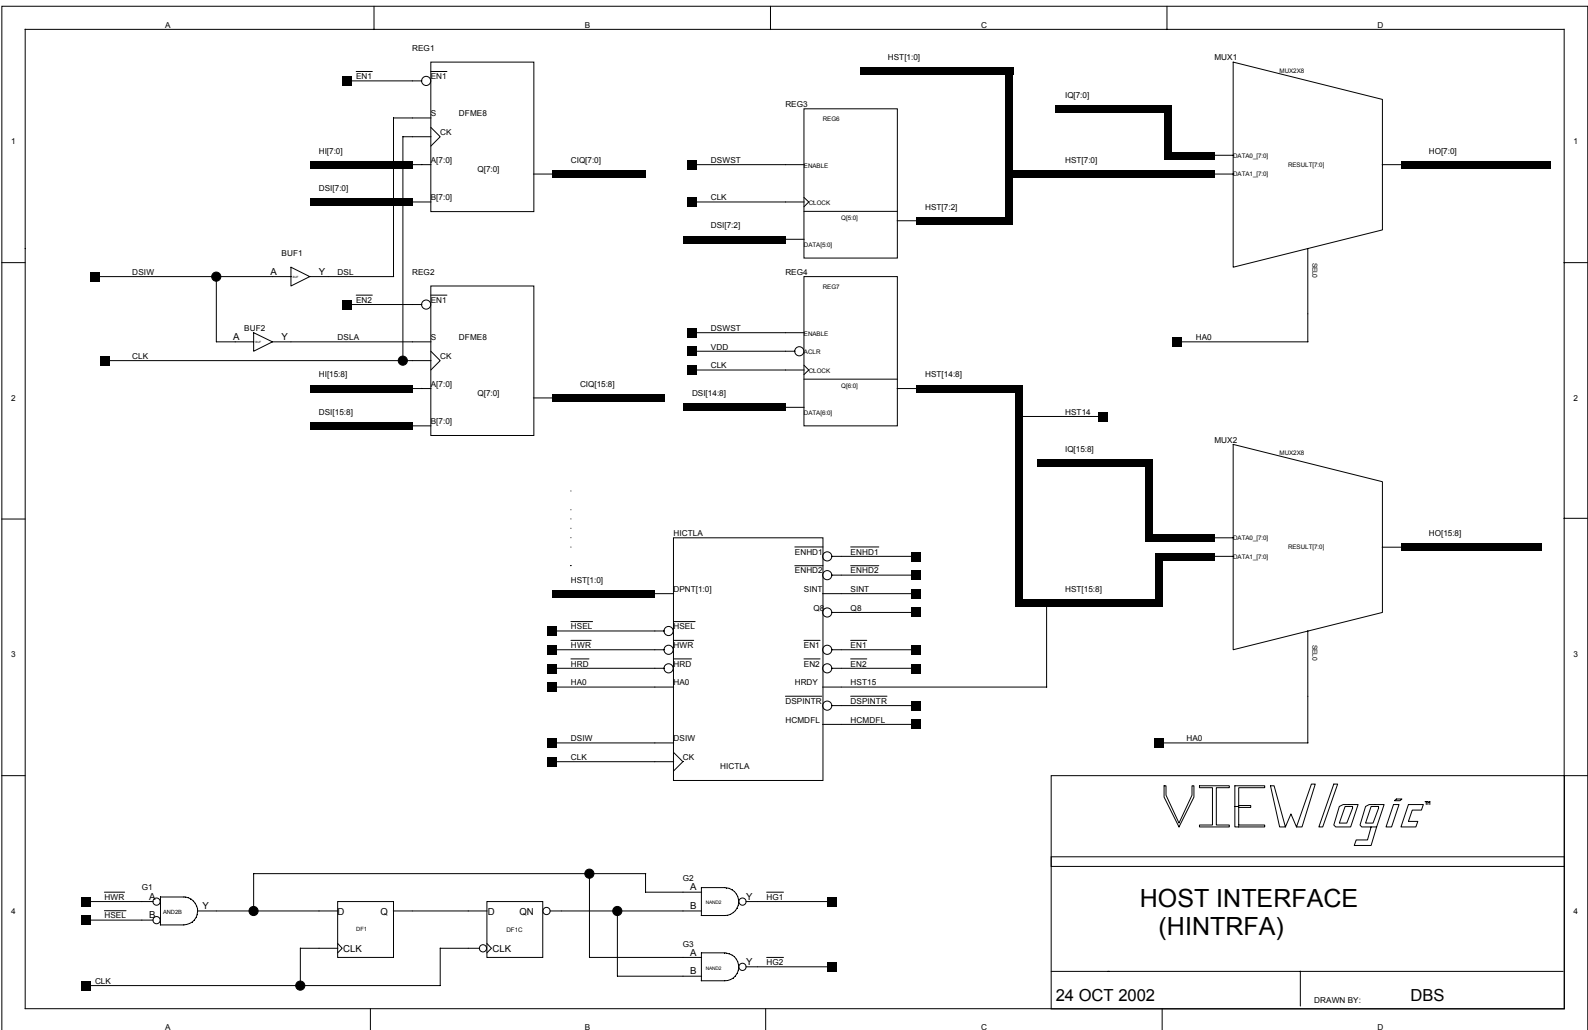 A B C D
1
2
3
4
REG1
EN1 EN1
S DFME8
CK
HI[7:0] A[7:0]
Q[7:0] CIQ[7:0]
DSI[7:0] B[7:0]
BUF1
DSIW A Y DSL
BUF2
A Y DSLA
CLK
REG2
EN2 EN1
S DFME8
CK
HI[15:8] A[7:0]
Q[7:0] CIQ[15:8]
DSI[15:8] B[7:0]
REG3
REG6
DSWST ENABLE
CLK CLOCK
Q[5:0] HST[7:2]
DSI[7:2] DATA[5:0]
HST[1:0]
HST[7:0]
REG4
REG7
DSWST ENABLE
VDD ACLR
CLK CLOCK
Q[6:0] HST[14:8]
DSI[14:8] DATA[6:0]
HST14
MUX1
MUX2X8
IQ[7:0]
DATA0_[7:0]
DATA1_[7:0]
RESULT[7:0] HO[7:0]
SEL0
HA0
MUX2
MUX2X8
IQ[15:8]
DATA0_[7:0]
DATA1_[7:0]
RESULT[7:0] HO[15:8]
HST[15:8]
SEL0
HA0
HICTLA
HST[1:0] DPNT[1:0]
HSEL HSEL
HWR HWR
HRD HRD
HA0 HA0
DSIW DSIW
CLK CK
HICTLA
ENHD1 ENHD1
ENHD2 ENHD2
SINT SINT
Q8 Q8
EN1 EN1
EN2 EN2
HRDY HST15
DSPINTR DSPINTR
HCMDFL HCMDFL
G1
HWR A
HSEL B
AND2B Y
D Q
DF1
CLK
D QN
DF1C
CLK
CLK
G2
A
B
NAND2 Y HG1
G3
A
B
NAND2 Y HG2
VIEWlogic™
HOST INTERFACE
(HINTRFA)
24 OCT 2002 DRAWN BY: DBS
1
2
3
4
A B C D